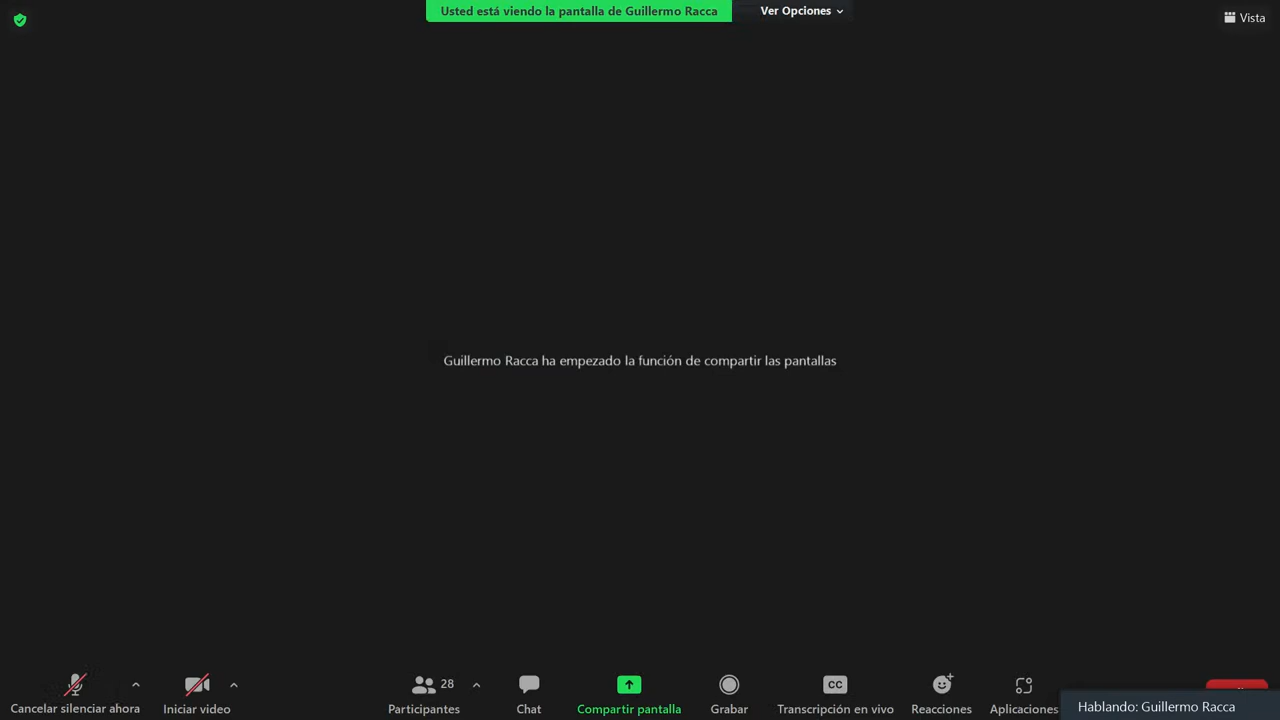 Usted está viendo la pantalla de Guillermo Racca
Ver Opciones
Vista
Guillermo Racca ha empezado la función de compartir las pantallas
28
CC
Cancelar silenciar ahora
Iniciar video
Participantes
Chat
Compartir pantalla
Grabar
Transcripción en vivo
Reacciones
Aplicaciones
Hablando: Guillermo Racca